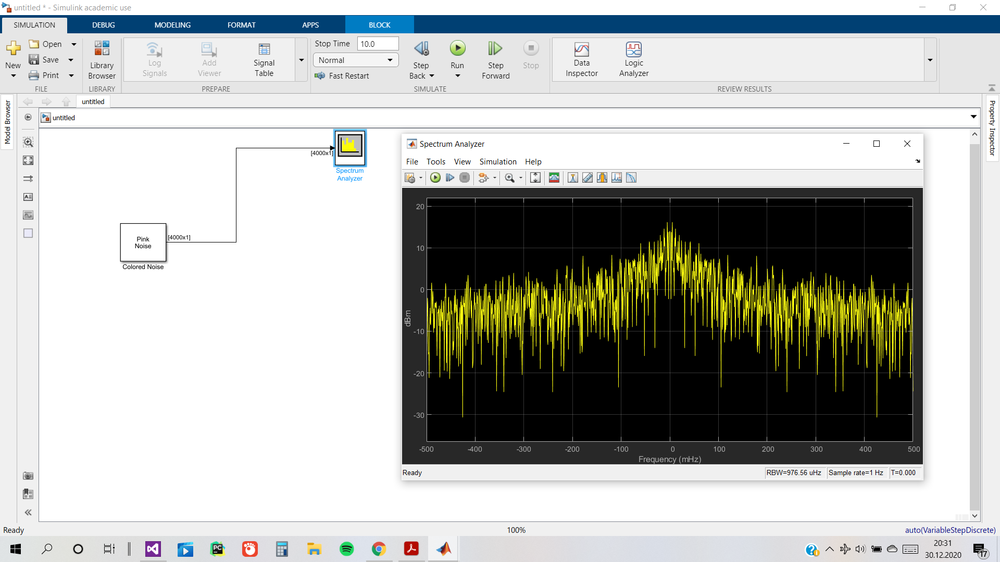 untitled * - Simulink academic use
SIMULATION DEBUG MODELING FORMAT APPS BLOCK
New
Open
Save
Print
FILE
Library
Browser
LIBRARY
Log
Signals
Add
Viewer
Signal
Table
PREPARE
Stop Time 10.0
Normal
Fast Restart
Step
Back
Run
Step
Forward
Stop
SIMULATE
Data
Inspector
Logic
Analyzer
REVIEW RESULTS
Model Browser
untitled
untitled
Property Inspector
[4000x1]
Spectrum
Analyzer
Pink
Noise
[4000x1]
Colored Noise
Spectrum Analyzer
File Tools View Simulation Help
20
10
0
-10
-20
-30
dBm
-500 -400 -300 -200 -100 0 100 200 300 400 500
Frequency (mHz)
Ready RBW=976.56 uHz Sample rate=1 Hz T=0.000
Ready 100% auto(VariableStepDiscrete)
PC
20:31
30.12.2020
17